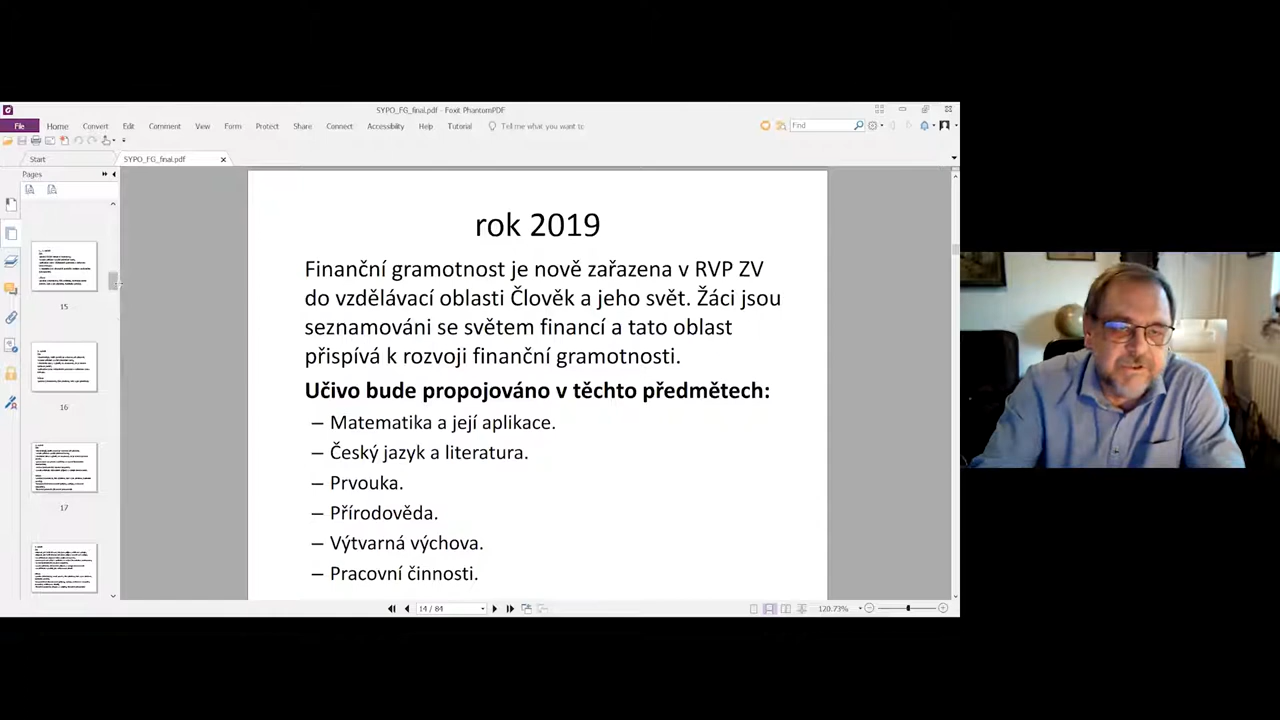 SYPO_FG_final.pdf - Foxit PhantomPDF
File Home Convert Edit Comment View Form Protect Share Connect Accessibility Help Tutorial Tell me what you want to
Find
Start SYPO_FG_final.pdf
Pages
rok 2019
Finanční gramotnost je nově zařazena v RVP ZV
do vzdělávací oblasti Člověk a jeho svět. Žáci jsou
seznamováni se světem financí a tato oblast
přispívá k rozvoji finanční gramotnosti.
Učivo bude propojováno v těchto předmětech:
– Matematika a její aplikace.
– Český jazyk a literatura.
– Prvouka.
– Přírodověda.
– Výtvarná výchova.
– Pracovní činnosti.
15
16
17
14 / 84
120.73%